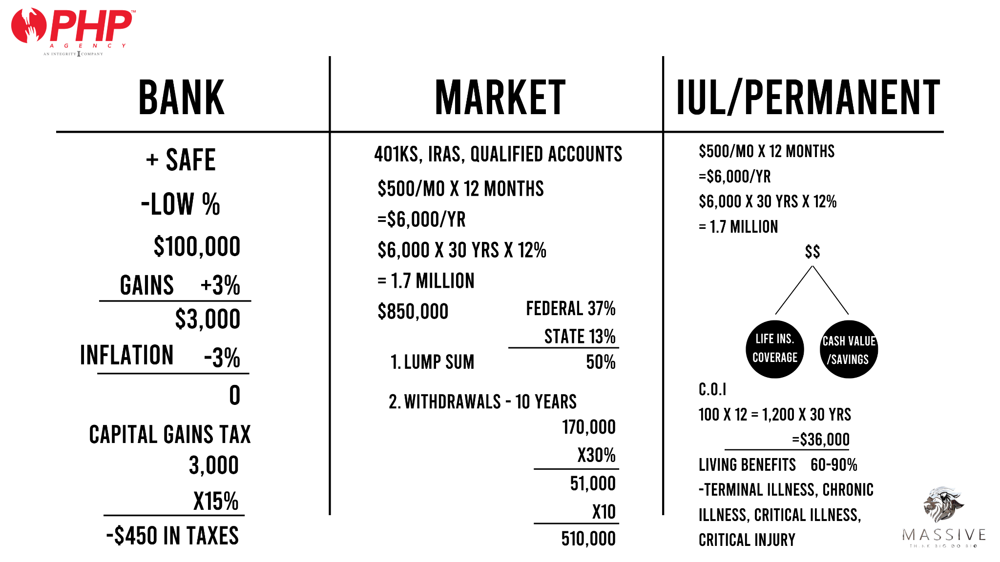 PHP™
AGENCY
AN INTEGRITY COMPANY
BANK
+ SAFE
-LOW %
$100,000
GAINS +3%
$3,000
INFLATION -3%
0
CAPITAL GAINS TAX
3,000
X15%
-$450 IN TAXES
MARKET
401KS, IRAS, QUALIFIED ACCOUNTS
$500/MO X 12 MONTHS
=$6,000/YR
$6,000 X 30 YRS X 12%
= 1.7 MILLION
$850,000 FEDERAL 37%
STATE 13%
1. LUMP SUM 50%
2. WITHDRAWALS - 10 YEARS
170,000
X30%
51,000
X10
510,000
IUL/PERMANENT
$500/MO X 12 MONTHS
=$6,000/YR
$6,000 X 30 YRS X 12%
= 1.7 MILLION
$$
LIFE INS.
COVERAGE
CASH VALUE
/SAVINGS
C.O.I
100 X 12 = 1,200 X 30 YRS
=$36,000
LIVING BENEFITS 60-90%
-TERMINAL ILLNESS, CHRONIC
ILLNESS, CRITICAL ILLNESS,
CRITICAL INJURY
MASSIVE
THINK BIG DO BIG